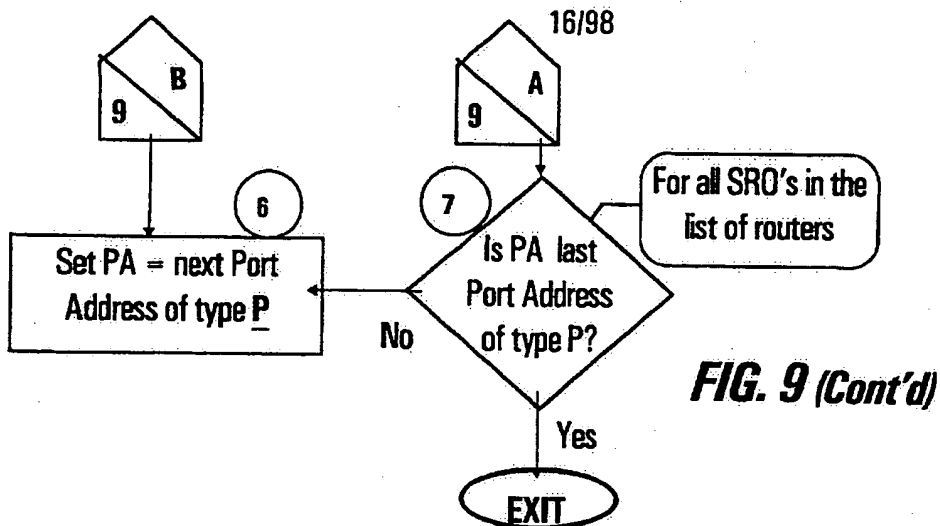 16/98
B
9
A
9
6
7
For all SRO's in the
list of routers
Set PA = next Port
Address of type P
Is PA last
Port Address
of type P?
No
Yes
FIG. 9 (Cont'd)
EXIT